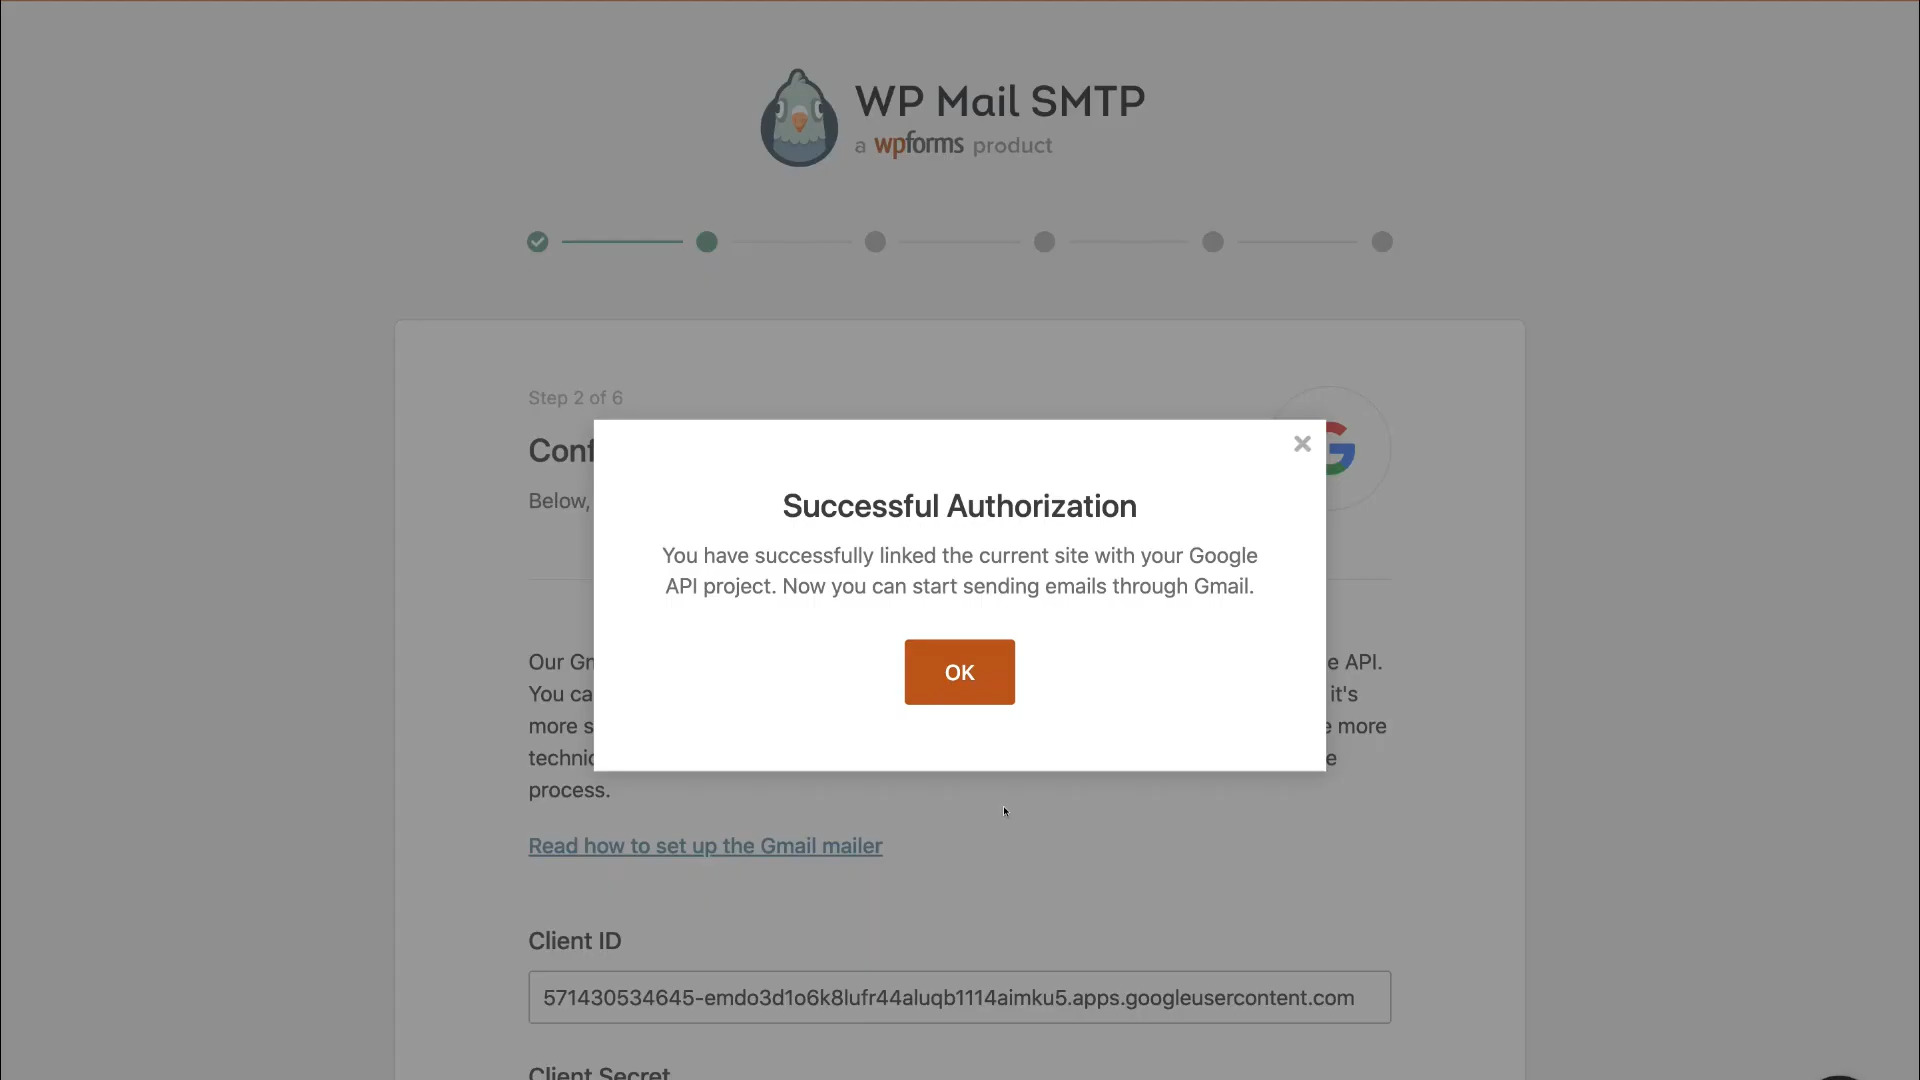 WP Mail SMTP
a wpforms product
Step 2 of 6
Conf
Below,
Successful Authorization
You have successfully linked the current site with your Google
API project. Now you can start sending emails through Gmail.
OK
Our Gm e API.
You ca it's
more s e more
technic e
process.
Read how to set up the Gmail mailer
Client ID
571430534645-emdo3d1o6k8lufr44aluqb1114aimku5.apps.googleusercontent.com
Client Secret